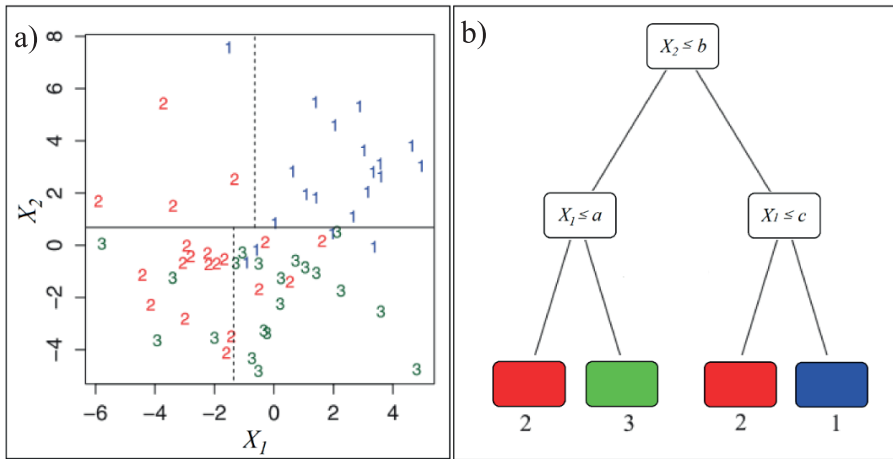 a)
8
6
4
2
0
−2
−4
X₂
−6 −4 −2 0 2 4
X₁
b)
X₂ ≤ b
X₁ ≤ a
X₁ ≤ c
2 3 2 1